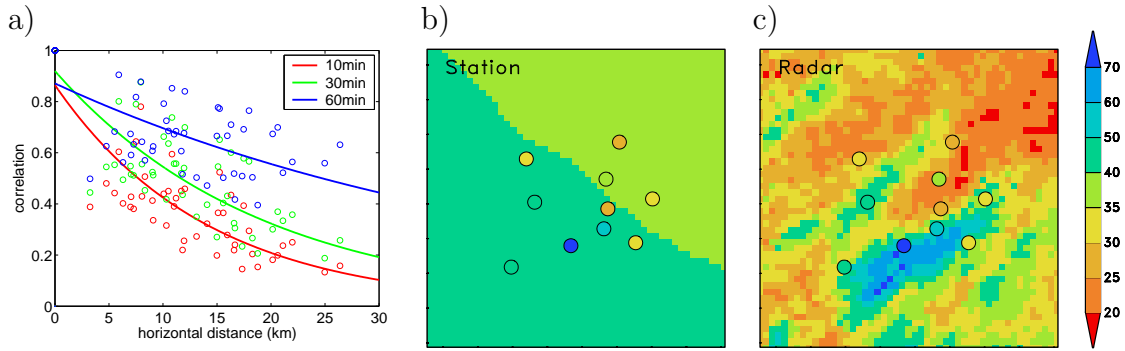 a)
b)
c)
1
0.8
0.6
0.4
0.2
0
correlation
0 5 10 15 20 25 30
horizontal distance (km)
10min
30min
60min
Station
Radar
70
60
50
40
35
30
25
20